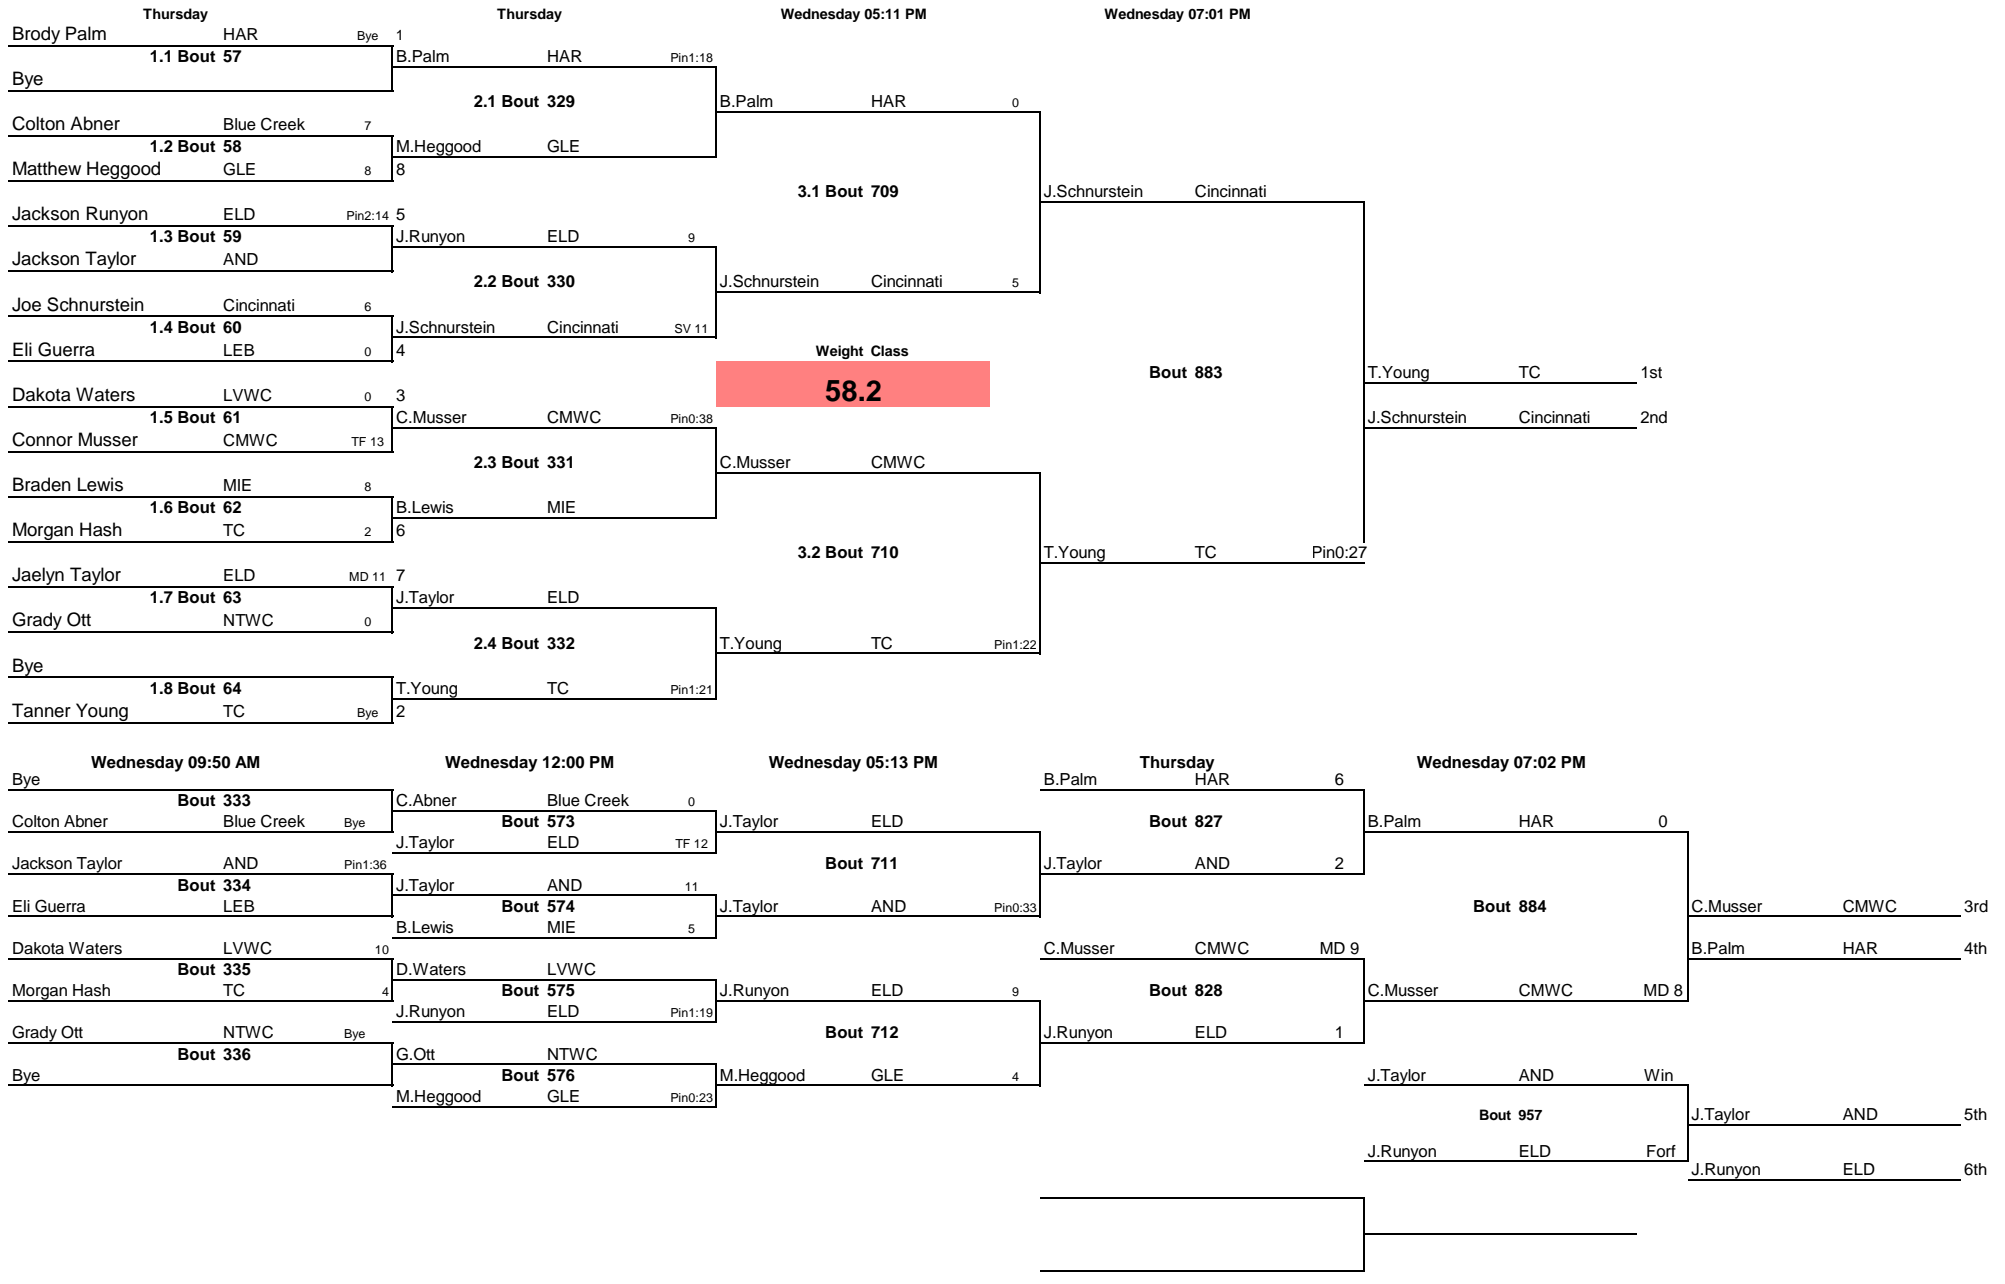 Thursday Thursday Wednesday 05:11 PM Wednesday 07:01 PM
Brody Palm HAR Bye 1
1.1 Bout 57 B.Palm HAR Pin1:18
Bye
2.1 Bout 329 B.Palm HAR 0
Colton Abner Blue Creek 7
1.2 Bout 58 M.Heggood GLE
Matthew Heggood GLE 8 8
3.1 Bout 709 J.Schnurstein Cincinnati
Jackson Runyon ELD Pin2:14 5
1.3 Bout 59 J.Runyon ELD 9
Jackson Taylor AND
2.2 Bout 330 J.Schnurstein Cincinnati 5
Joe Schnurstein Cincinnati 6
1.4 Bout 60 J.Schnurstein Cincinnati SV 11
Eli Guerra LEB 0 4 Weight Class
Bout 883 T.Young TC 1st
Dakota Waters LVWC 0 3 58.2
1.5 Bout 61 C.Musser CMWC Pin0:38 J.Schnurstein Cincinnati 2nd
Connor Musser CMWC TF 13
2.3 Bout 331 C.Musser CMWC
Braden Lewis MIE 8
1.6 Bout 62 B.Lewis MIE
Morgan Hash TC 2 6
3.2 Bout 710 T.Young TC Pin0:27
Jaelyn Taylor ELD MD 11 7
1.7 Bout 63 J.Taylor ELD
Grady Ott NTWC 0
2.4 Bout 332 T.Young TC Pin1:22
Bye
1.8 Bout 64 T.Young TC Pin1:21
Tanner Young TC Bye 2
Wednesday 09:50 AM Wednesday 12:00 PM Wednesday 05:13 PM Thursday Wednesday 07:02 PM
Bye B.Palm HAR 6
Bout 333 C.Abner Blue Creek 0
Colton Abner Blue Creek Bye Bout 573 J.Taylor ELD Bout 827 B.Palm HAR 0
J.Taylor ELD TF 12
Jackson Taylor AND Pin1:36 Bout 711 J.Taylor AND 2
Bout 334 J.Taylor AND 11
Eli Guerra LEB Bout 574 J.Taylor AND Pin0:33 Bout 884 C.Musser CMWC 3rd
B.Lewis MIE 5
Dakota Waters LVWC 10 C.Musser CMWC MD 9 B.Palm HAR 4th
Bout 335 D.Waters LVWC
Morgan Hash TC 4 Bout 575 J.Runyon ELD 9 Bout 828 C.Musser CMWC MD 8
J.Runyon ELD Pin1:19
Grady Ott NTWC Bye Bout 712 J.Runyon ELD 1
Bout 336 G.Ott NTWC
Bye Bout 576 M.Heggood GLE 4 J.Taylor AND Win
M.Heggood GLE Pin0:23
Bout 957 J.Taylor AND 5th
J.Runyon ELD Forf
J.Runyon ELD 6th